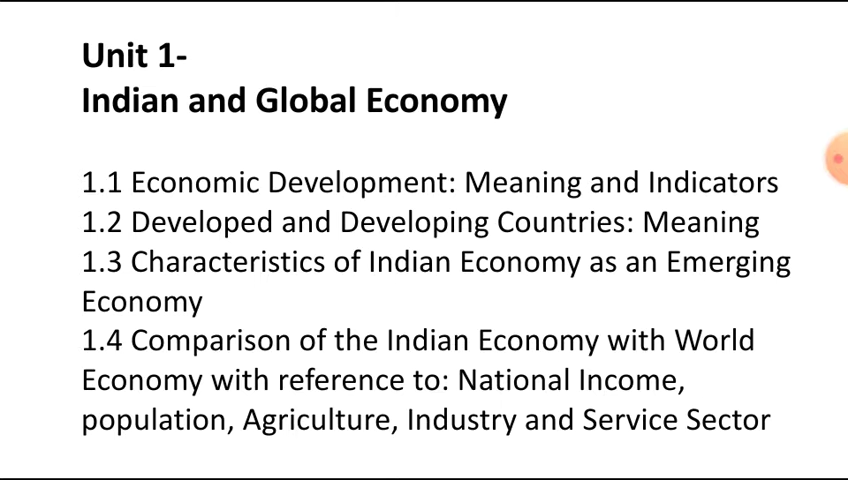 Unit 1-
Indian and Global Economy
1.1 Economic Development: Meaning and Indicators
1.2 Developed and Developing Countries: Meaning
1.3 Characteristics of Indian Economy as an Emerging
Economy
1.4 Comparison of the Indian Economy with World
Economy with reference to: National Income,
population, Agriculture, Industry and Service Sector